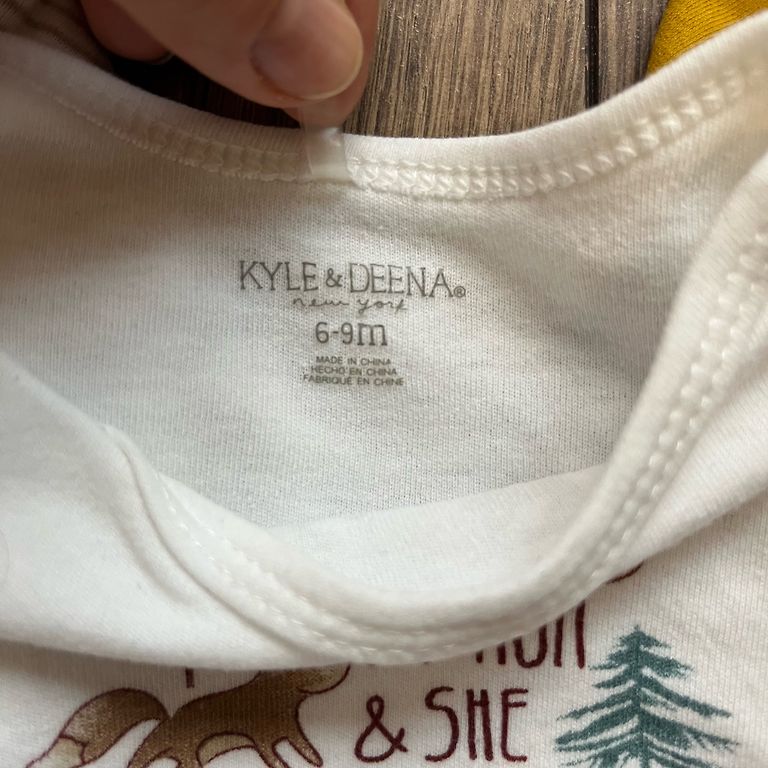 KYLE & DEENA®
new york
6-9m
MADE IN CHINA
HECHO EN CHINA
FABRIQUÉ EN CHINE
& SHE